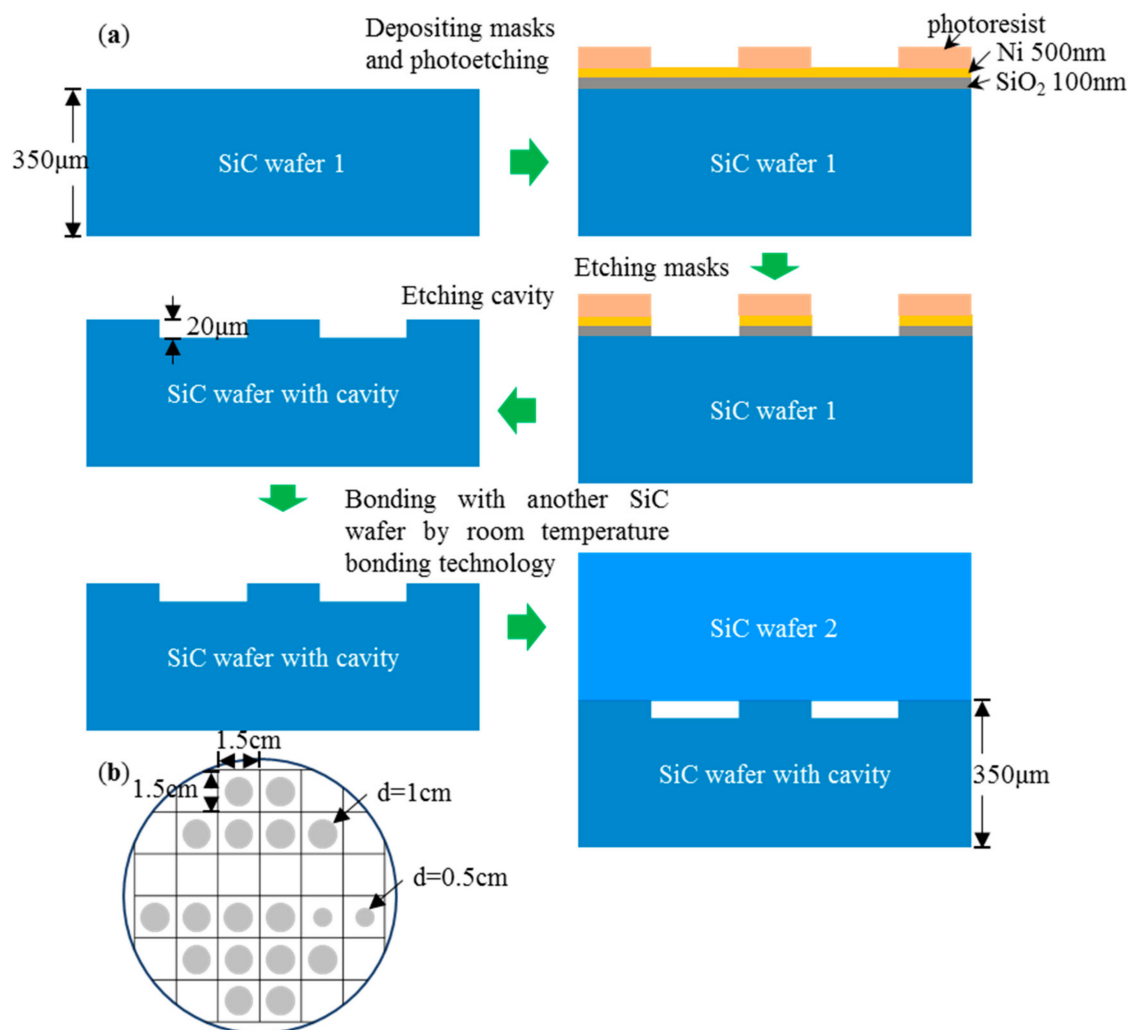 (a)
Depositing masks
and photoetching
photoresist
Ni 500nm
SiO₂ 100nm
350μm
SiC wafer 1
SiC wafer 1
Etching masks
Etching cavity
20μm
SiC wafer with cavity
SiC wafer 1
Bonding with another SiC
wafer by room temperature
bonding technology
SiC wafer with cavity
SiC wafer 2
SiC wafer with cavity
350μm
(b)
1.5cm
1.5cm
d=1cm
d=0.5cm